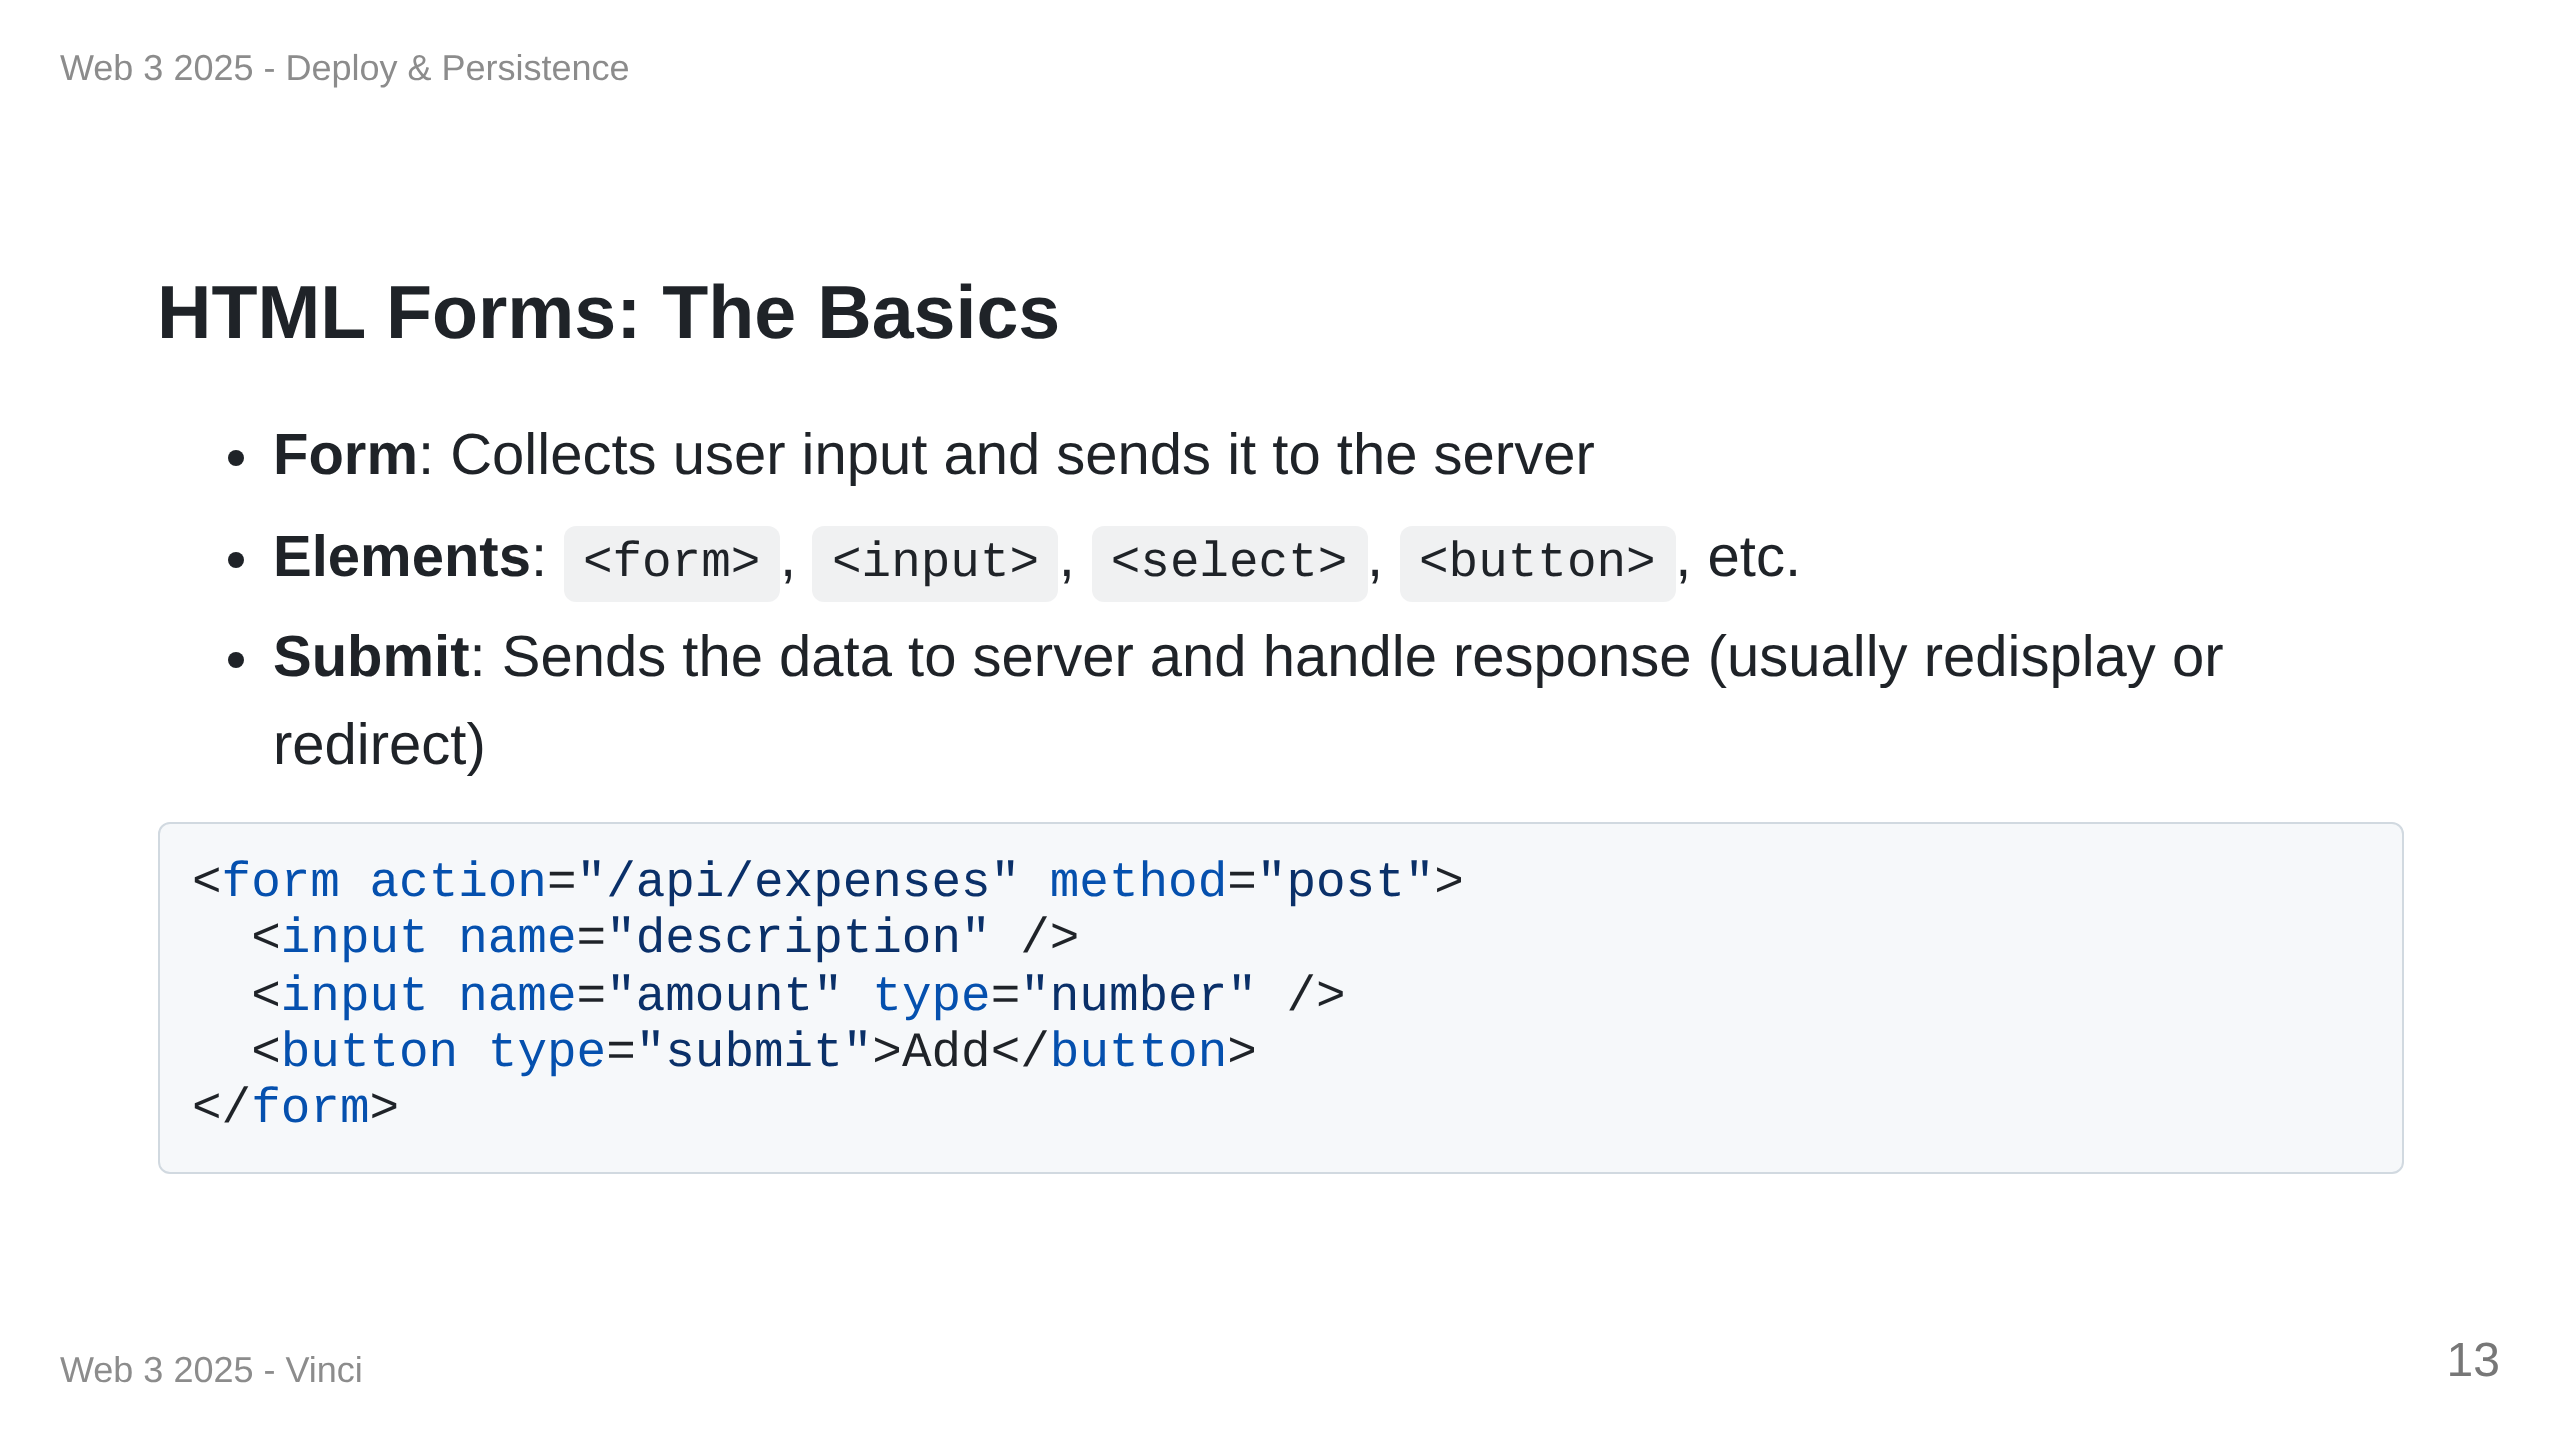 Web 3 2025 - Deploy & Persistence
HTML Forms: The Basics
• Form: Collects user input and sends it to the server
• Elements: <form>, <input>, <select>, <button>, etc.
• Submit: Sends the data to server and handle response (usually redisplay or
redirect)
<form action="/api/expenses" method="post">
  <input name="description" />
  <input name="amount" type="number" />
  <button type="submit">Add</button>
</form>
Web 3 2025 - Vinci
13